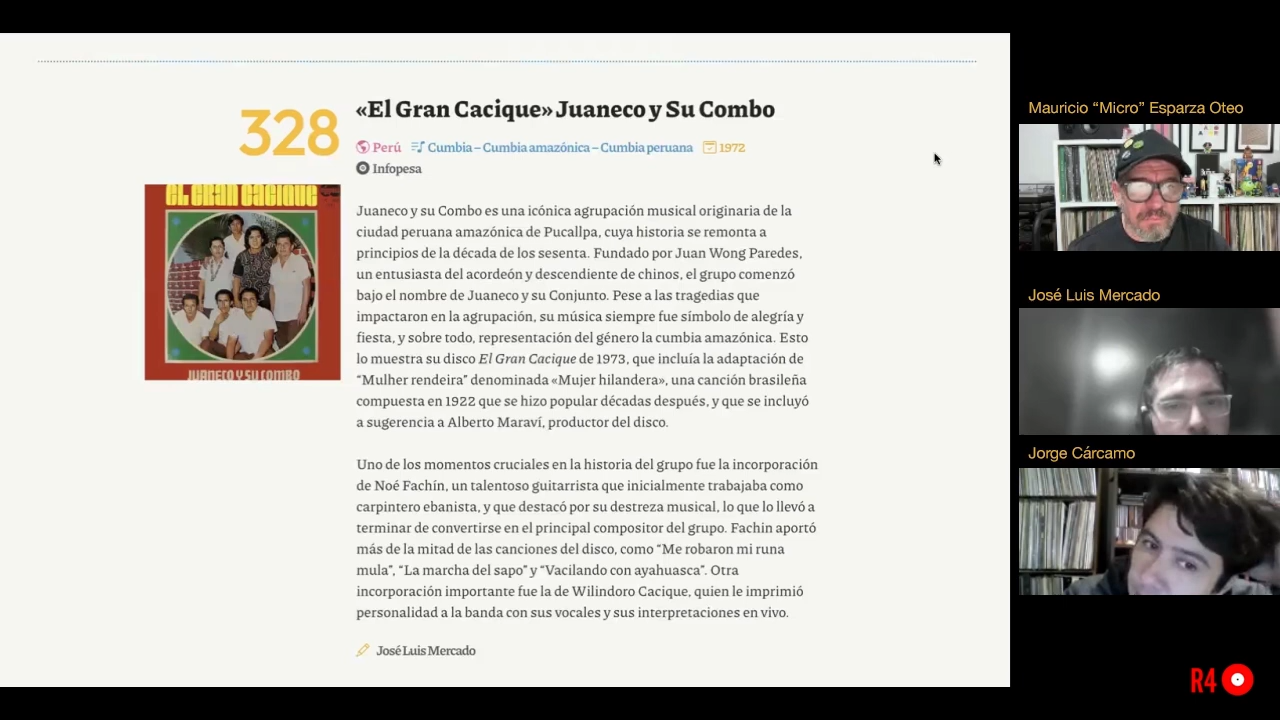 328
«El Gran Cacique» Juaneco y Su Combo
Perú Cumbia – Cumbia amazónica – Cumbia peruana 1972
Infopesa
EL GRAN CACIQUE
JUANECO Y SU COMBO
Juaneco y su Combo es una icónica agrupación musical originaria de la
ciudad peruana amazónica de Pucallpa, cuya historia se remonta a
principios de la década de los sesenta. Fundado por Juan Wong Paredes,
un entusiasta del acordeón y descendiente de chinos, el grupo comenzó
bajo el nombre de Juaneco y su Conjunto. Pese a las tragedias que
impactaron en la agrupación, su música siempre fue símbolo de alegría y
fiesta, y sobre todo, representación del género la cumbia amazónica. Esto
lo muestra su disco El Gran Cacique de 1973, que incluía la adaptación de
“Mulher rendeira” denominada «Mujer hilandera», una canción brasileña
compuesta en 1922 que se hizo popular décadas después, y que se incluyó
a sugerencia a Alberto Maraví, productor del disco.
Uno de los momentos cruciales en la historia del grupo fue la incorporación
de Noé Fachín, un talentoso guitarrista que inicialmente trabajaba como
carpintero ebanista, y que destacó por su destreza musical, lo que lo llevó a
terminar de convertirse en el principal compositor del grupo. Fachin aportó
más de la mitad de las canciones del disco, como “Me robaron mi runa
mula”, “La marcha del sapo” y “Vacilando con ayahuasca”. Otra
incorporación importante fue la de Wilindoro Cacique, quien le imprimió
personalidad a la banda con sus vocales y sus interpretaciones en vivo.
José Luis Mercado
Mauricio “Micro” Esparza Oteo
José Luis Mercado
Jorge Cárcamo
R4